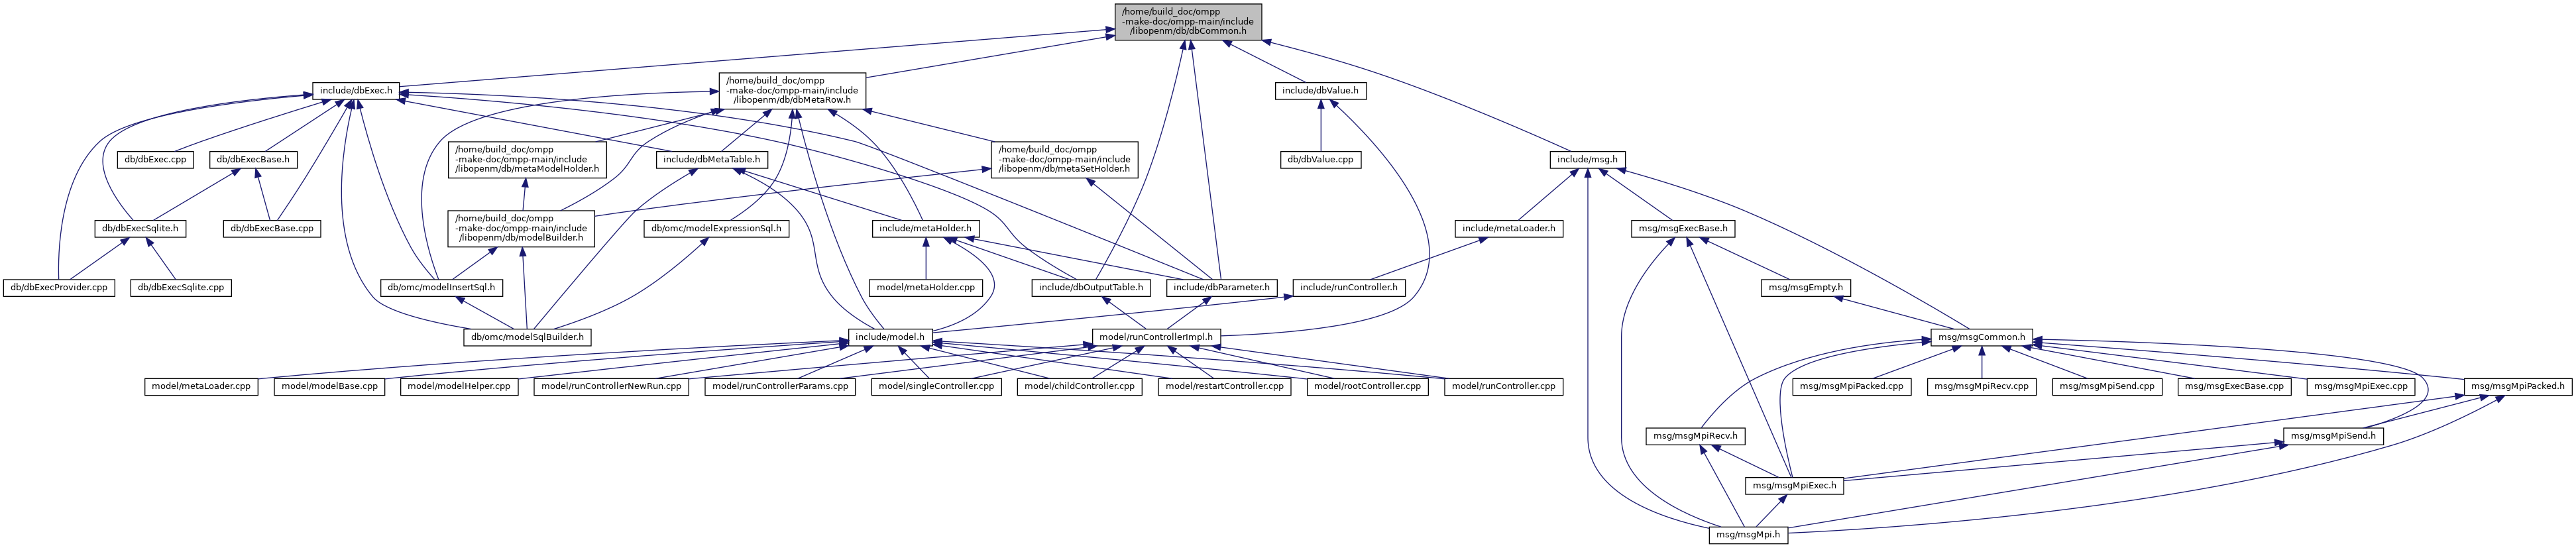 /home/build_doc/ompp
-make-doc/ompp-main/include
/libopenm/db/dbCommon.h
include/dbExec.h
/home/build_doc/ompp
-make-doc/ompp-main/include
/libopenm/db/dbMetaRow.h
include/dbValue.h
db/dbExec.cpp
db/dbExecBase.h
/home/build_doc/ompp
-make-doc/ompp-main/include
/libopenm/db/metaModelHolder.h
include/dbMetaTable.h
/home/build_doc/ompp
-make-doc/ompp-main/include
/libopenm/db/metaSetHolder.h
db/dbValue.cpp
include/msg.h
db/dbExecSqlite.h
db/dbExecBase.cpp
/home/build_doc/ompp
-make-doc/ompp-main/include
/libopenm/db/modelBuilder.h
db/omc/modelExpressionSql.h
include/metaHolder.h
include/metaLoader.h
msg/msgExecBase.h
db/dbExecProvider.cpp
db/dbExecSqlite.cpp
db/omc/modelInsertSql.h
model/metaHolder.cpp
include/dbOutputTable.h
include/dbParameter.h
include/runController.h
msg/msgEmpty.h
db/omc/modelSqlBuilder.h
include/model.h
model/runControllerImpl.h
msg/msgCommon.h
model/metaLoader.cpp
model/modelBase.cpp
model/modelHelper.cpp
model/runControllerNewRun.cpp
model/runControllerParams.cpp
model/singleController.cpp
model/childController.cpp
model/restartController.cpp
model/rootController.cpp
model/runController.cpp
msg/msgMpiPacked.cpp
msg/msgMpiRecv.cpp
msg/msgMpiSend.cpp
msg/msgExecBase.cpp
msg/msgMpiExec.cpp
msg/msgMpiPacked.h
msg/msgMpiRecv.h
msg/msgMpiSend.h
msg/msgMpiExec.h
msg/msgMpi.h